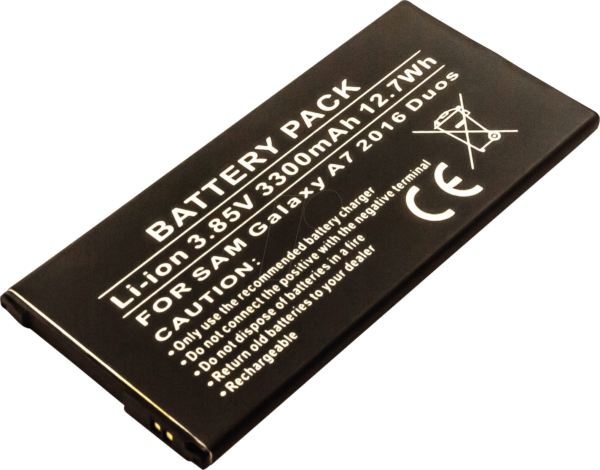 BATTERY PACK
Li-ion 3.85V 3300mAh 12.7Wh
FOR SAM Galaxy A7 2016 Duos
CAUTION:
*Only use the recommended battery charger
*Do not connect the positive with the negative terminal
*Do not dispose of batteries in a fire
*Return old batteries to your dealer
*Rechargeable
CE